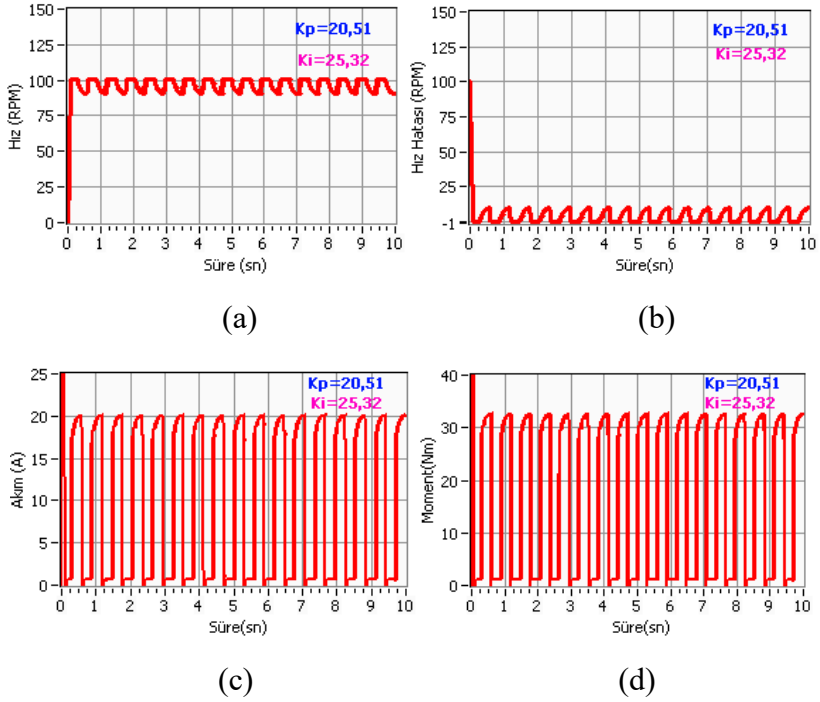 150
125
100
75
50
25
0
Hız (RPM)
Kp=20,51
Ki=25,32
0 1 2 3 4 5 6 7 8 9 10
Süre (sn)
(a)
150
125
100
75
50
25
-1
Hız Hatası (RPM)
Kp=20,51
Ki=25,32
0 1 2 3 4 5 6 7 8 9 10
Süre(sn)
(b)
25
20
15
10
5
0
Akım (A)
Kp=20,51
Ki=25,32
0 1 2 3 4 5 6 7 8 9 10
Süre(sn)
(c)
40
30
20
10
0
Moment(Nm)
Kp=20,51
Ki=25,32
0 1 2 3 4 5 6 7 8 9 10
Süre(sn)
(d)